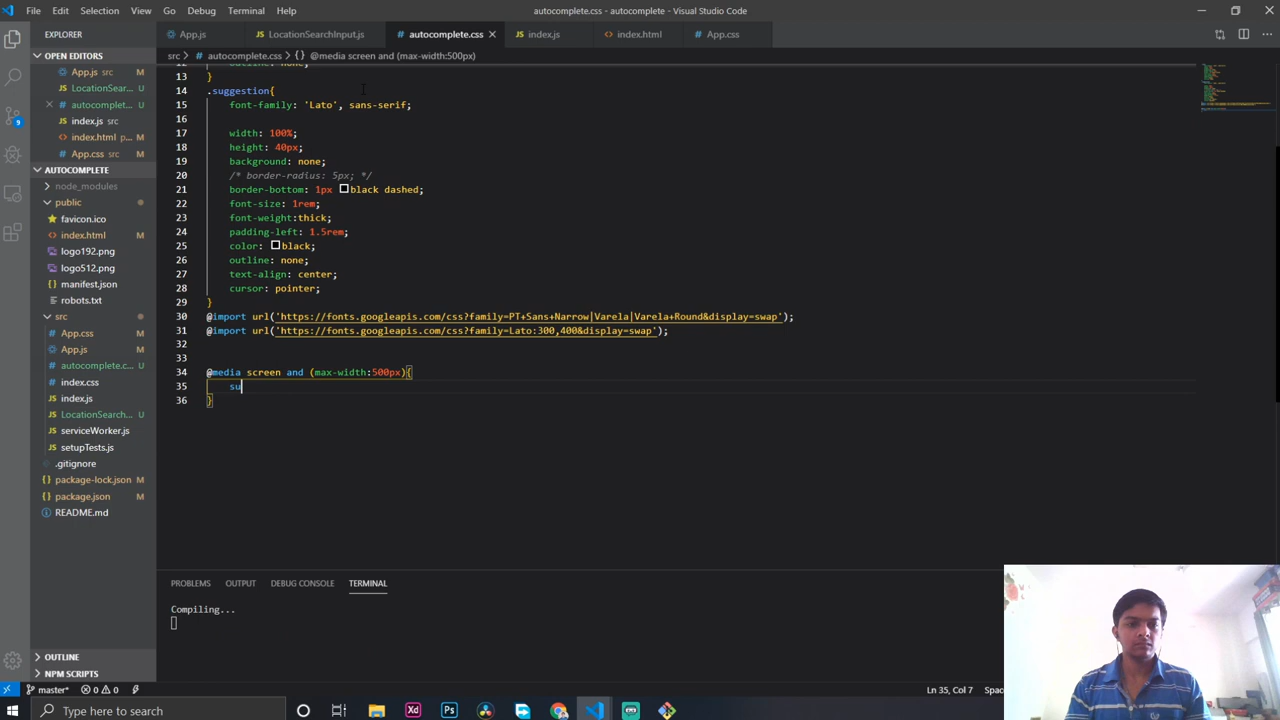 File Edit Selection View Go Debug Terminal Help
autocomplete.css - autocomplete - Visual Studio Code
EXPLORER
App.js LocationSearchInput.js # autocomplete.css index.js index.html App.css
OPEN EDITORS
src > # autocomplete.css > {} @media screen and (max-width:500px)
App.js src
LocationSear... U
autocomplet... U
index.js src
index.html p... M
App.css src M
AUTOCOMPLETE
node_modules
public
favicon.ico
index.html M
logo192.png
logo512.png
manifest.json
robots.txt
src
App.css M
App.js M
autocomplete.c... U
index.css
index.js
LocationSearch... U
serviceWorker.js
setupTests.js
.gitignore
package-lock.json M
package.json M
README.md
OUTLINE
NPM SCRIPTS
13 }
14 .suggestion{
15 font-family: 'Lato', sans-serif;
16
17 width: 100%;
18 height: 40px;
19 background: none;
20 /* border-radius: 5px; */
21 border-bottom: 1px black dashed;
22 font-size: 1rem;
23 font-weight:thick;
24 padding-left: 1.5rem;
25 color: black;
26 outline: none;
27 text-align: center;
28 cursor: pointer;
29 }
30 @import url('https://fonts.googleapis.com/css?family=PT+Sans+Narrow|Varela|Varela+Round&display=swap');
31 @import url('https://fonts.googleapis.com/css?family=Lato:300,400&display=swap');
32
33
34 @media screen and (max-width:500px){
35 su
36 }
PROBLEMS OUTPUT DEBUG CONSOLE TERMINAL
Compiling...
master* 0 0
Ln 35, Col 7
9
Type here to search